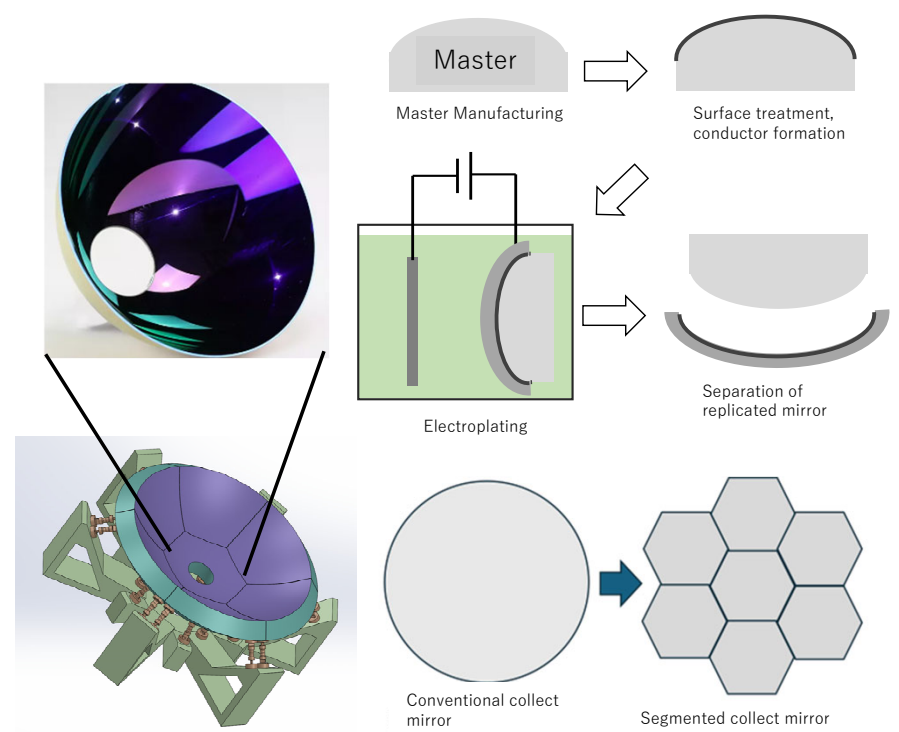 Master
Master Manufacturing
Surface treatment,
conductor formation
Electroplating
Separation of
replicated mirror
Conventional collect
mirror
Segmented collect mirror